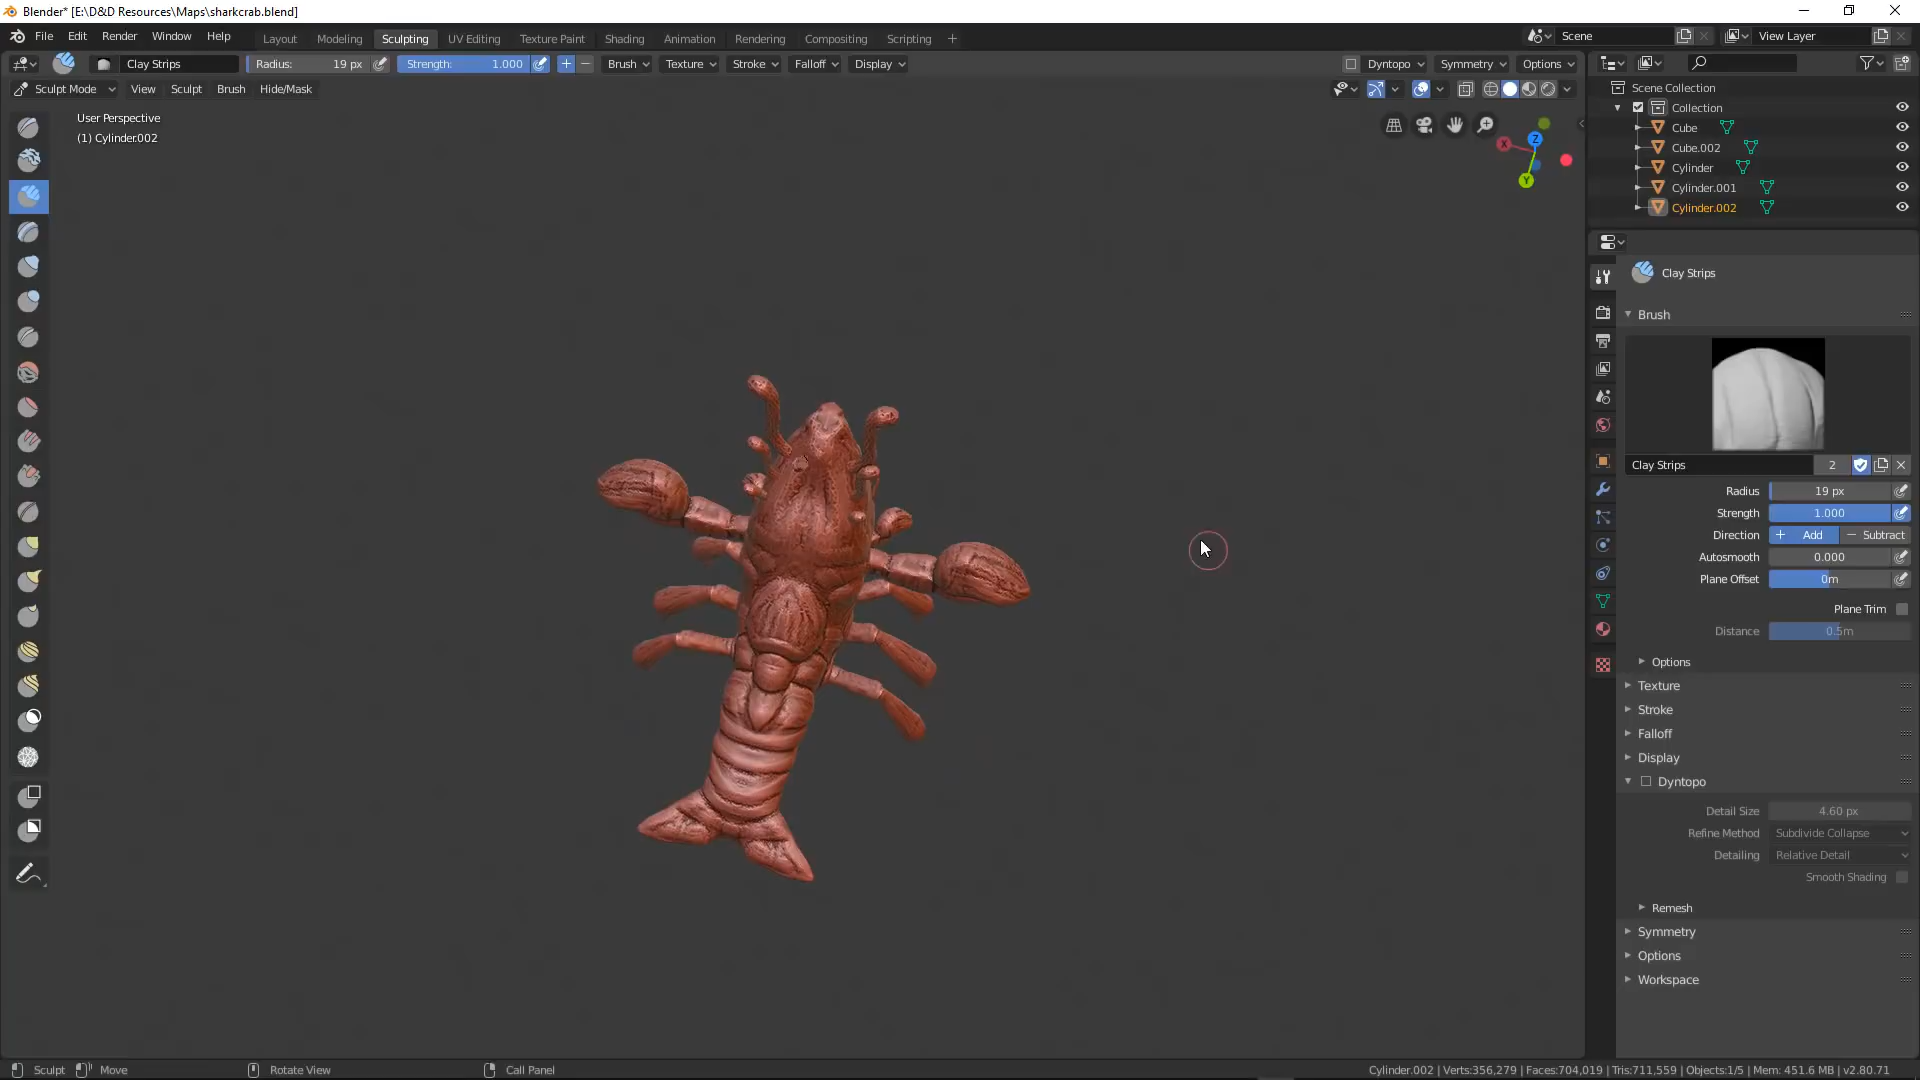 Blender* [E:\D&D Resources\Maps\sharkcrab.blend]
File Edit Render Window Help Layout Modeling Sculpting UV Editing Texture Paint Shading Animation Rendering Compositing Scripting + Scene View Layer
Clay Strips Radius: 19 px Strength: 1.000 + − Brush Texture Stroke Falloff Display Dyntopo Symmetry Options
Sculpt Mode View Sculpt Brush Hide/Mask
User Perspective
(1) Cylinder.002
X
Z
Y
Scene Collection
Collection
Cube
Cube.002
Cylinder
Cylinder.001
Cylinder.002
Clay Strips
Brush
Clay Strips 2
Radius 19 px
Strength 1.000
Direction + Add − Subtract
Autosmooth 0.000
Plane Offset 0m
Plane Trim
Distance 0.5m
Options
Texture
Stroke
Falloff
Display
Dyntopo
Detail Size 4.60 px
Refine Method Subdivide Collapse
Detailing Relative Detail
Smooth Shading
Remesh
Symmetry
Options
Workspace
Sculpt Move Rotate View Call Panel Cylinder.002 | Verts:356,279 | Faces:704,019 | Tris:711,559 | Objects:1/5 | Mem: 451.6 MB | v2.80.71